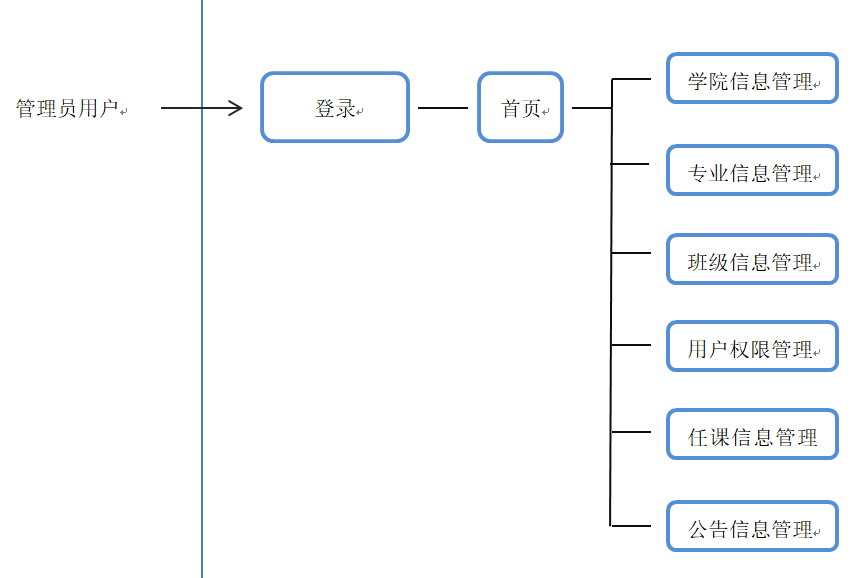 管理员用户
登录
首页
学院信息管理
专业信息管理
班级信息管理
用户权限管理
任课信息管理
公告信息管理